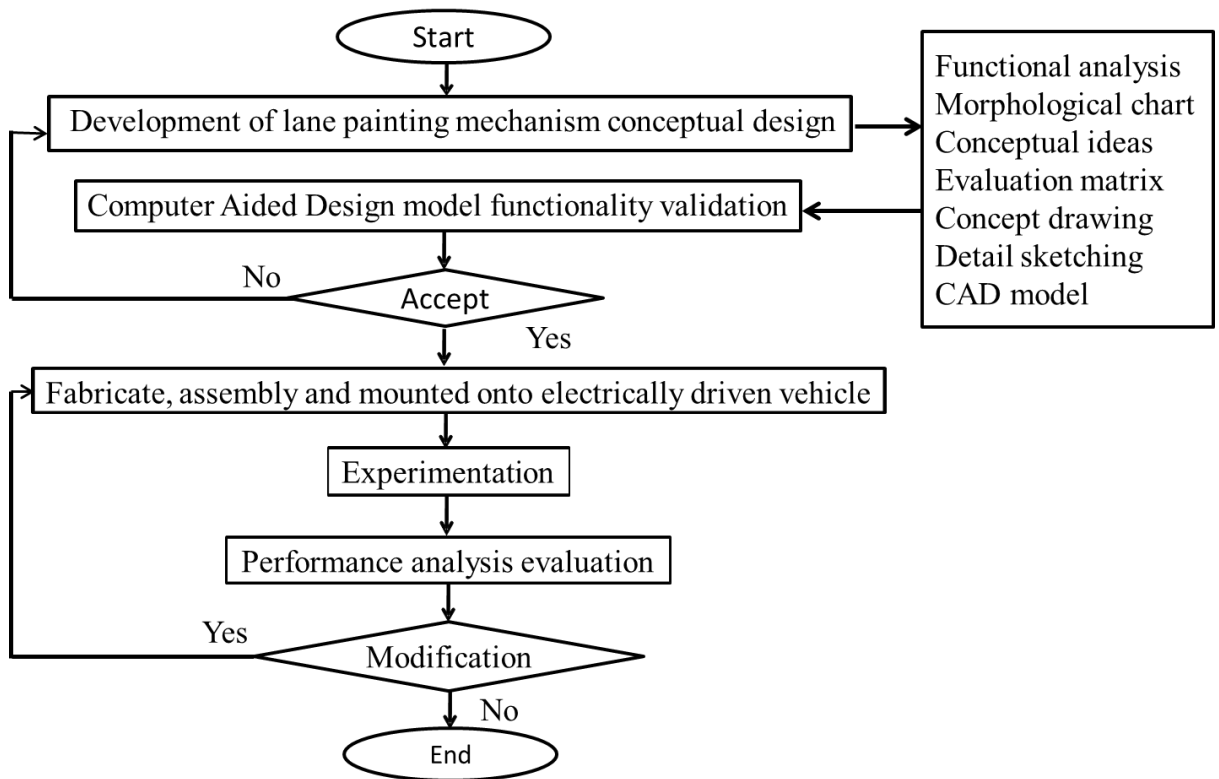 Start
Development of lane painting mechanism conceptual design
Functional analysis
Morphological chart
Conceptual ideas
Evaluation matrix
Concept drawing
Detail sketching
CAD model
Computer Aided Design model functionality validation
No
Accept
Yes
Fabricate, assembly and mounted onto electrically driven vehicle
Experimentation
Performance analysis evaluation
Yes
Modification
No
End